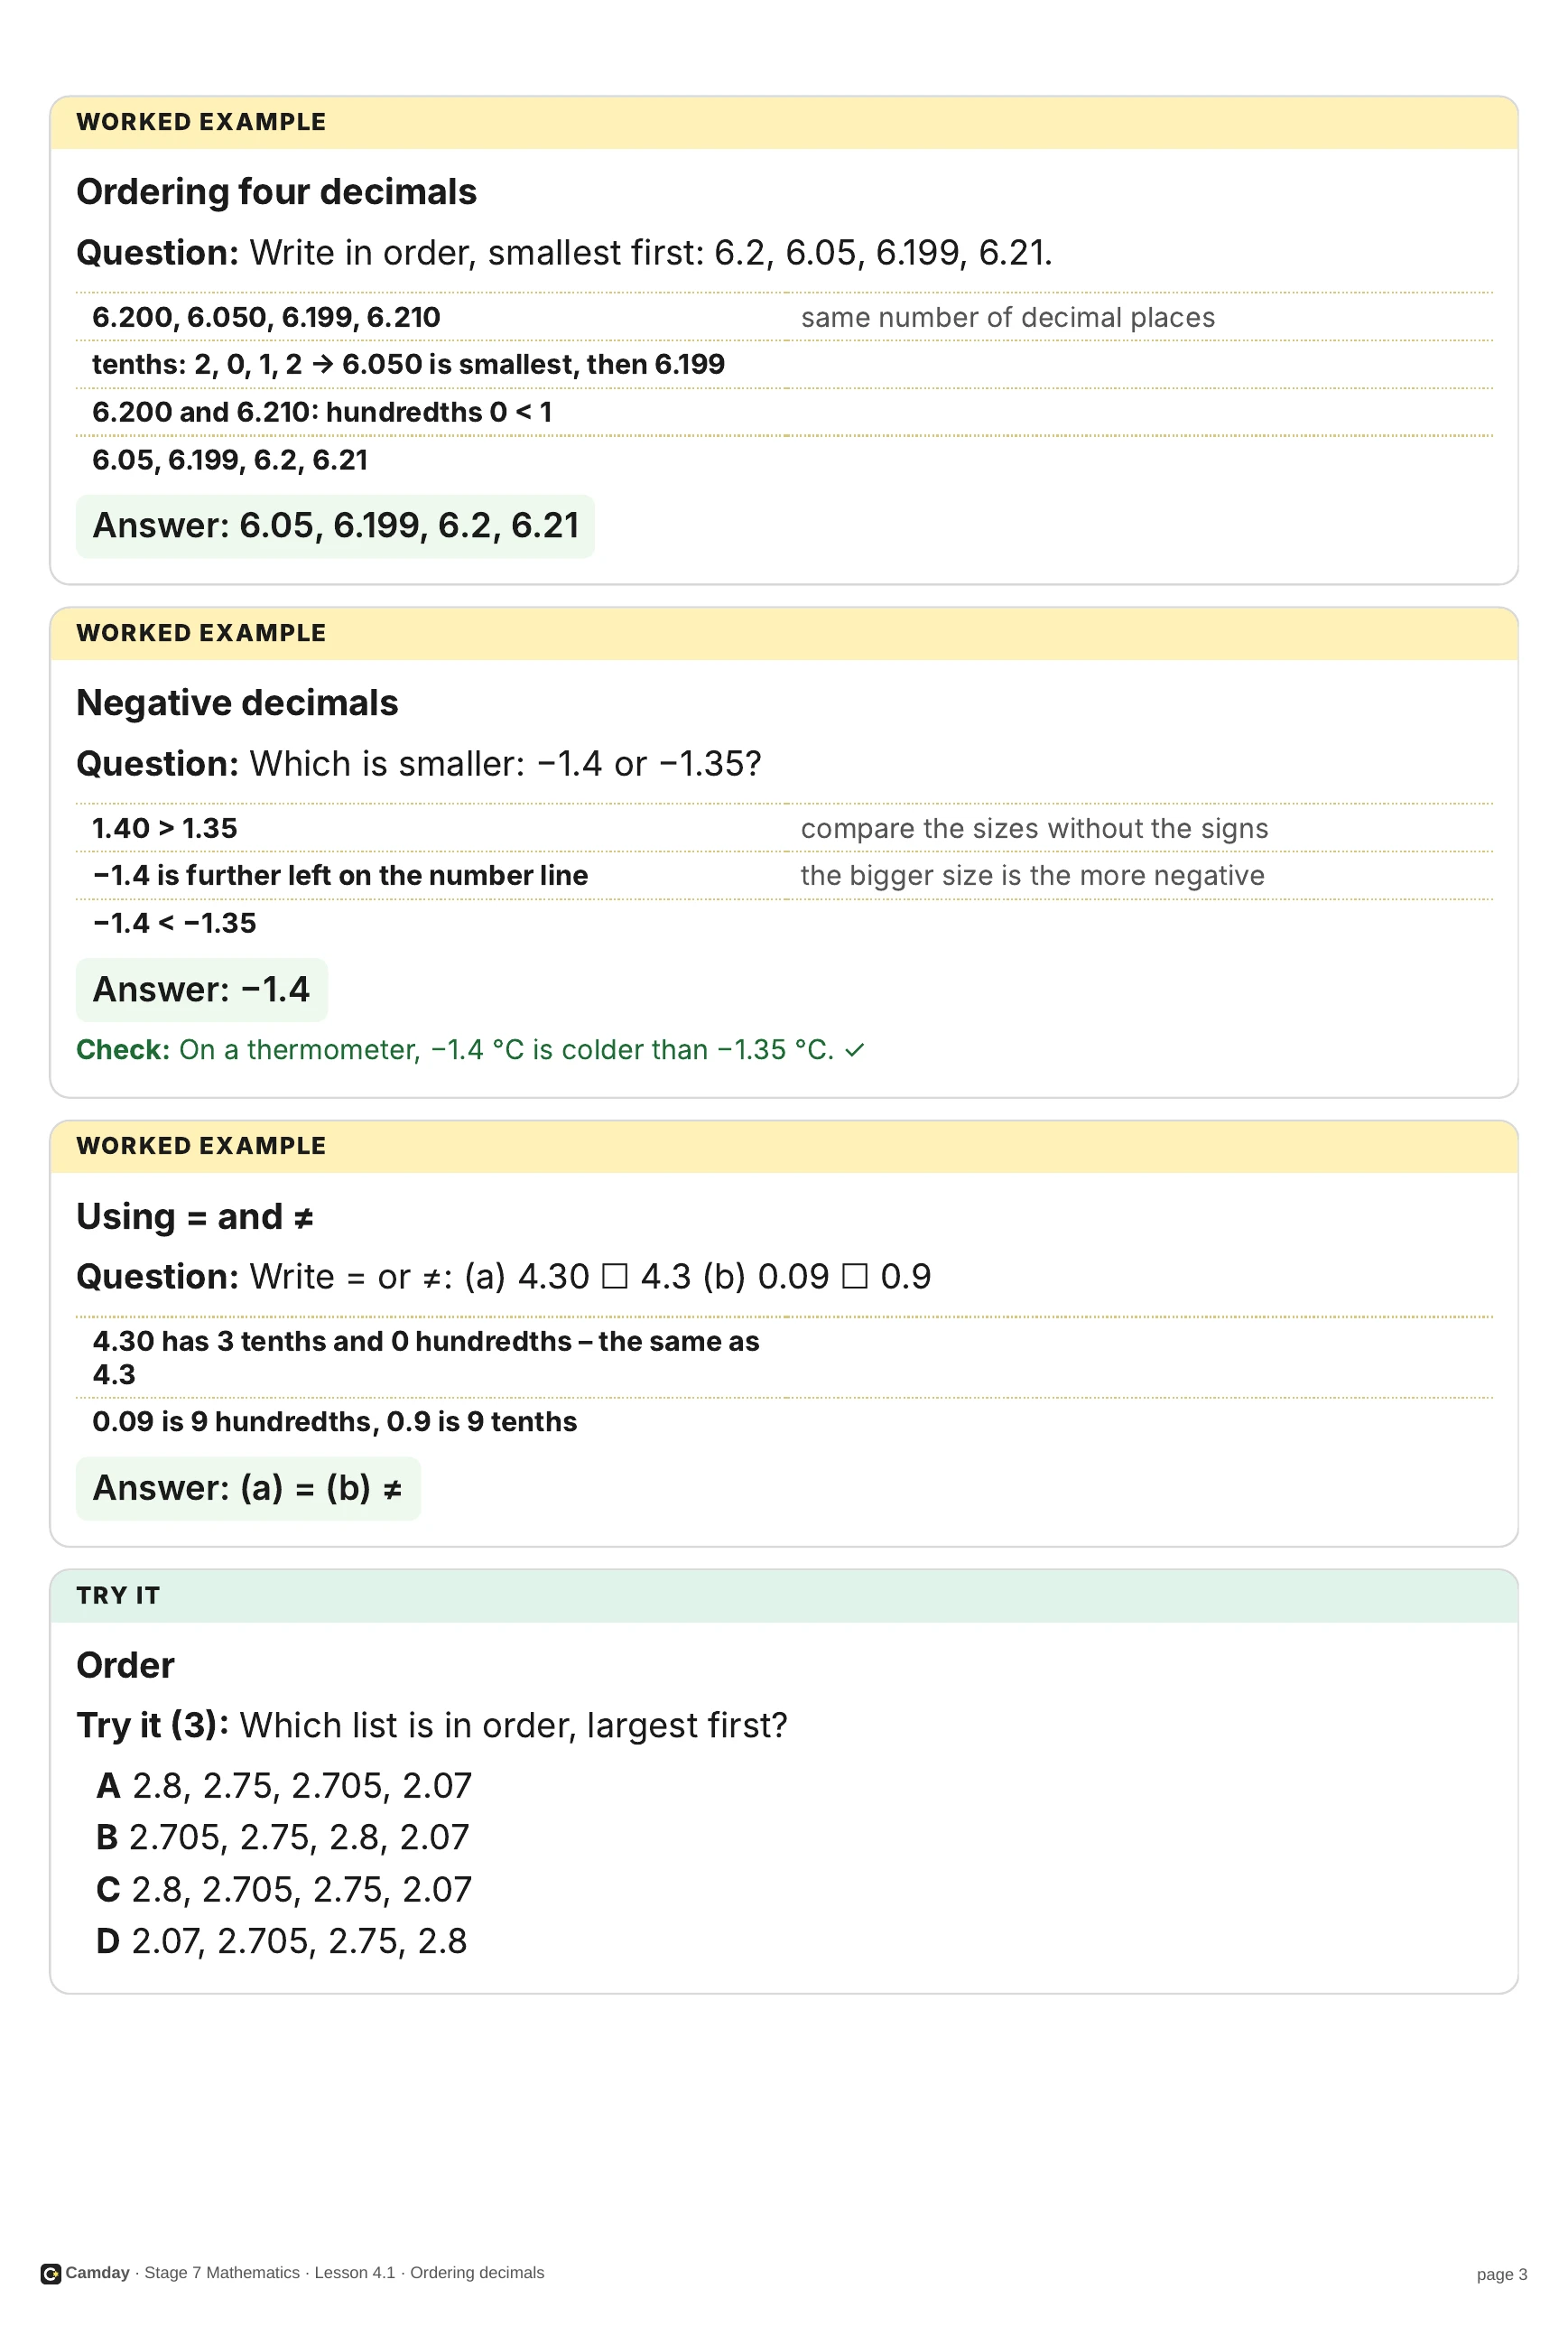 WORKED EXAMPLE
Ordering four decimals
Question: Write in order, smallest first: 6.2, 6.05, 6.199, 6.21.
6.200, 6.050, 6.199, 6.210 same number of decimal places
tenths: 2, 0, 1, 2 → 6.050 is smallest, then 6.199
6.200 and 6.210: hundredths 0 < 1
6.05, 6.199, 6.2, 6.21
Answer: 6.05, 6.199, 6.2, 6.21
WORKED EXAMPLE
Negative decimals
Question: Which is smaller: −1.4 or −1.35?
1.40 > 1.35 compare the sizes without the signs
−1.4 is further left on the number line the bigger size is the more negative
−1.4 < −1.35
Answer: −1.4
Check: On a thermometer, −1.4 °C is colder than −1.35 °C. ✓
WORKED EXAMPLE
Using = and ≠
Question: Write = or ≠: (a) 4.30 □ 4.3 (b) 0.09 □ 0.9
4.30 has 3 tenths and 0 hundredths – the same as
4.3
0.09 is 9 hundredths, 0.9 is 9 tenths
Answer: (a) = (b) ≠
TRY IT
Order
Try it (3): Which list is in order, largest first?
A 2.8, 2.75, 2.705, 2.07
B 2.705, 2.75, 2.8, 2.07
C 2.8, 2.705, 2.75, 2.07
D 2.07, 2.705, 2.75, 2.8
Camday · Stage 7 Mathematics · Lesson 4.1 · Ordering decimals page 3